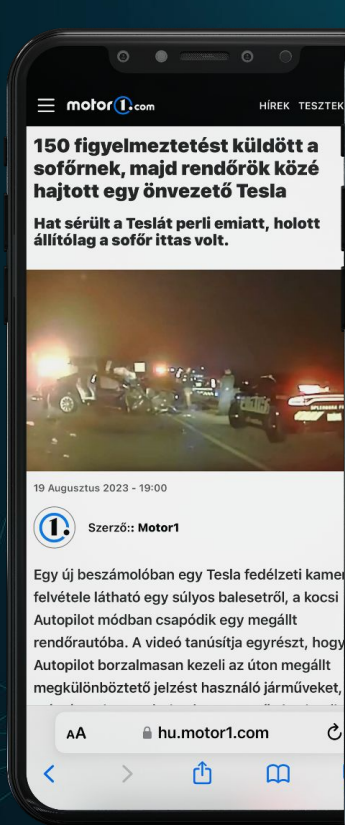 motor1.com
HÍREK TESZTEK
150 figyelmeztetést küldött a
sofőrnek, majd rendőrök közé
hajtott egy önvezető Tesla
Hat sérült a Teslát perli emiatt, holott
állítólag a sofőr ittas volt.
19 Augusztus 2023 - 19:00
1.
Szerző:: Motor1
Egy új beszámolóban egy Tesla fedélzeti kamer
felvétele látható egy súlyos balesetről, a kocsi
Autopilot módban csapódik egy megállt
rendőrautóba. A videó tanúsítja egyrészt, hogy
Autopilot borzalmasan kezeli az úton megállt
megkülönböztető jelzést használó járműveket,
AA
hu.motor1.com